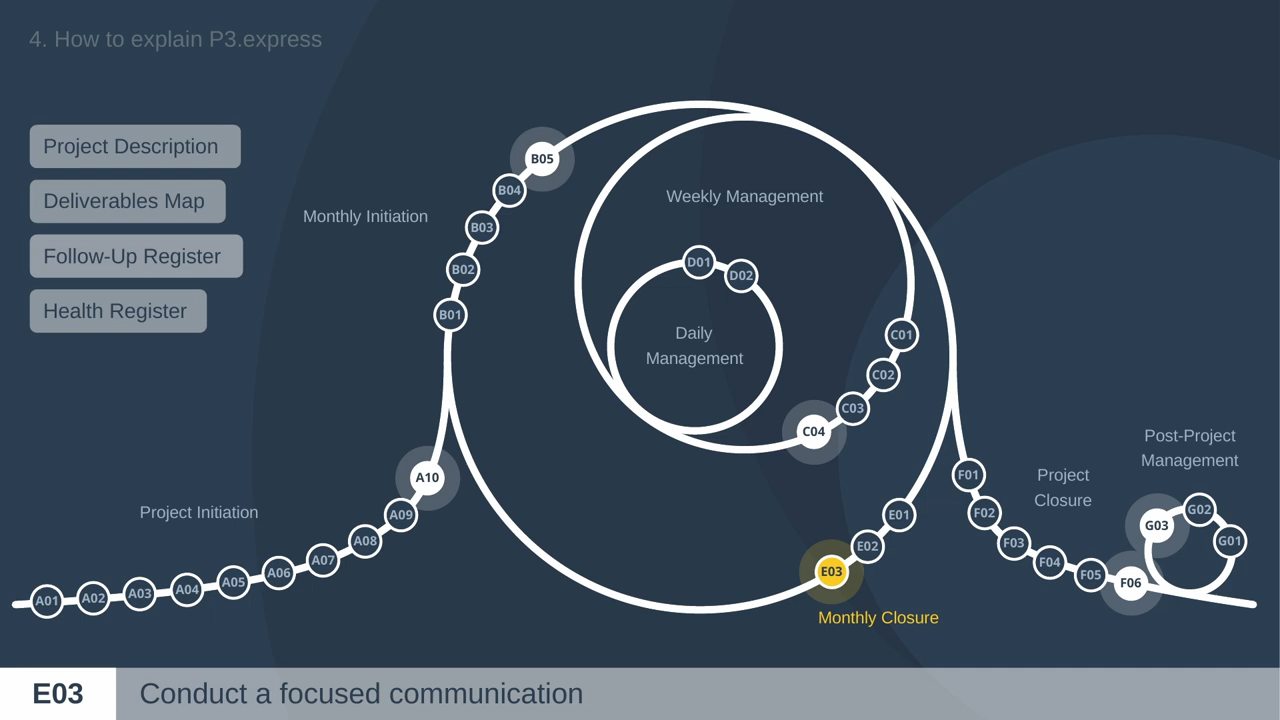 4. How to explain P3.express
Project Description
Deliverables Map
Follow-Up Register
Health Register
Monthly Initiation
B05
B04
B03
B02
B01
Weekly Management
D01
D02
Daily
Management
C01
C02
C03
C04
Project Initiation
A01
A02
A03
A04
A05
A06
A07
A08
A09
A10
E01
E02
E03
Monthly Closure
F01
F02
F03
F04
F05
F06
Project
Closure
Post-Project
Management
G03
G02
G01
E03
Conduct a focused communication